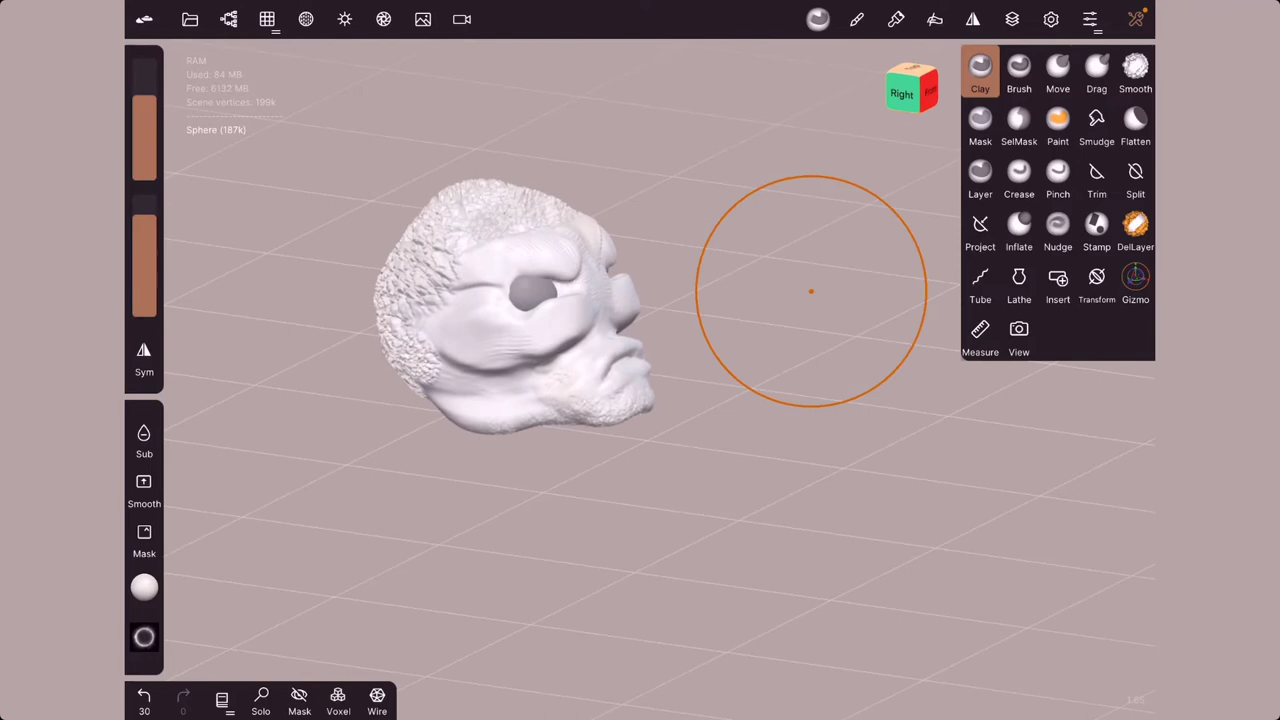 RAM
Used: 84 MB
Free: 6132 MB
Scene vertices: 199k
Sphere (187k)
Right
Clay Brush Move Drag Smooth
Mask SelMask Paint Smudge Flatten
Layer Crease Pinch Trim Split
Project Inflate Nudge Stamp DelLayer
Tube Lathe Insert Transform Gizmo
Measure View
Sym
Sub
Smooth
Mask
30 0 Solo Mask Voxel Wire
1.65